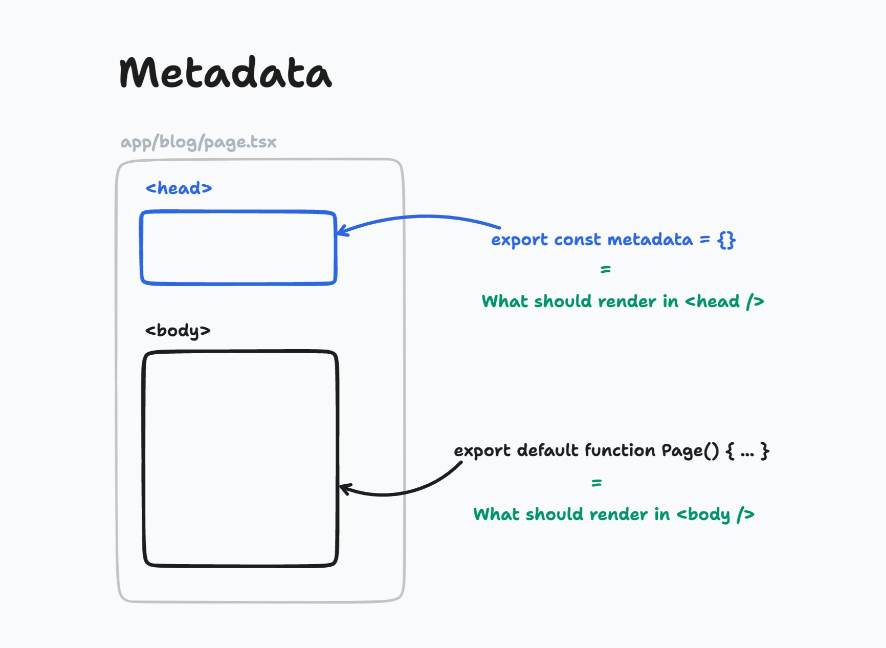 Metadata
app/blog/page.tsx
<head>
export const metadata = {}
=
What should render in <head />
<body>
export default function Page() { ... }
=
What should render in <body />